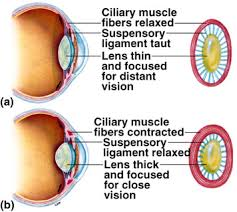 Ciliary muscle
fibers relaxed
Suspensory
ligament taut
Lens thin
and focused
for distant
vision
(a)
Ciliary muscle
fibers contracted
Suspensory
ligament relaxed
Lens thick
and focused
for close
vision
(b)